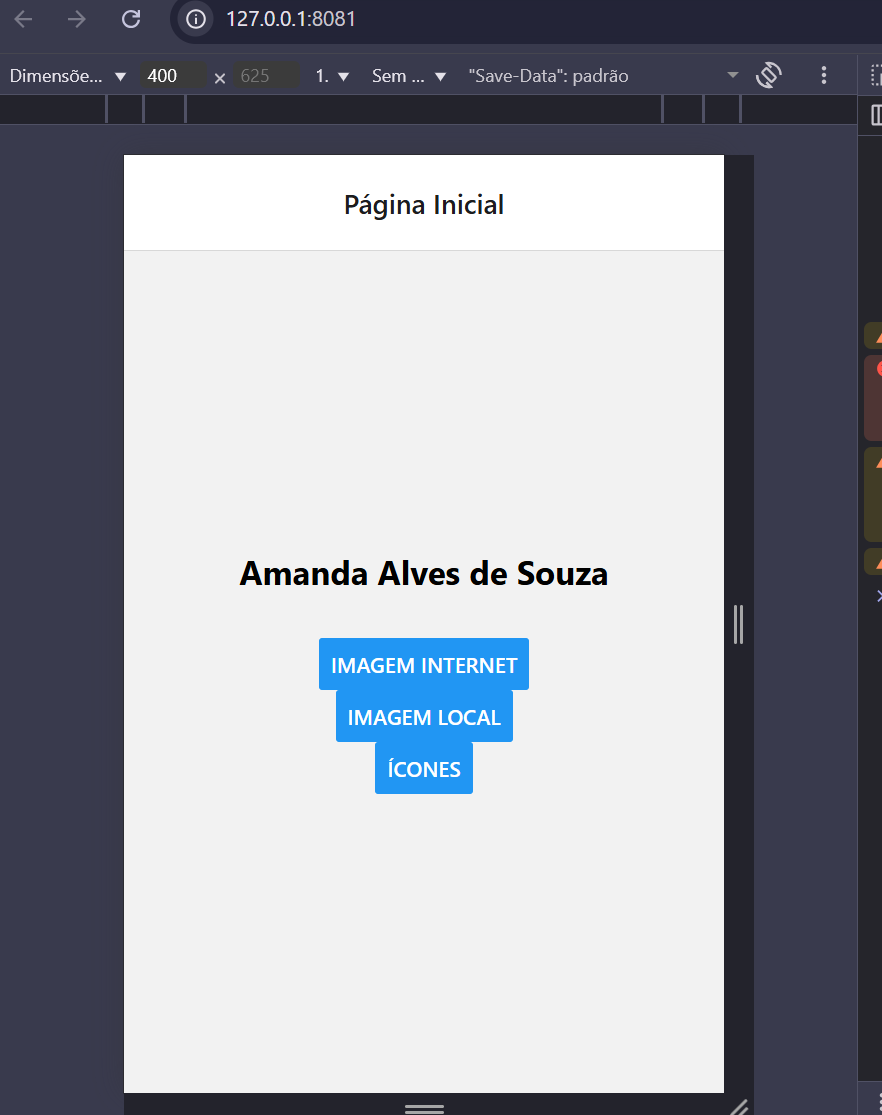 127.0.0.1:8081
Dimensõe... 400 × 625 1. Sem ... "Save-Data": padrão
Página Inicial
Amanda Alves de Souza
IMAGEM INTERNET
IMAGEM LOCAL
ÍCONES